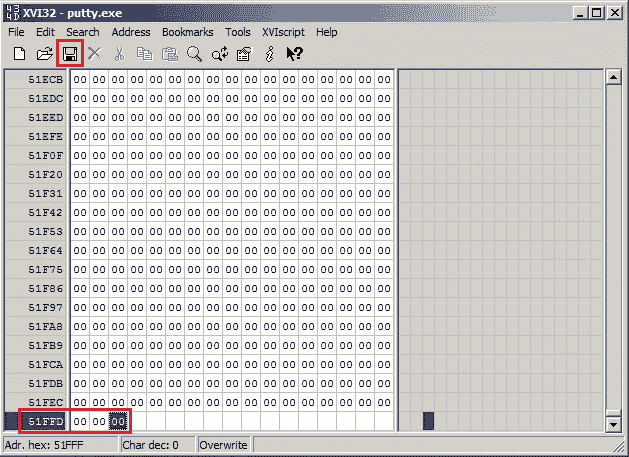 XVI32 - putty.exe
File Edit Search Address Bookmarks Tools XVIscript Help
51ECB 00 00 00 00 00 00 00 00 00 00 00 00 00 00 00 00 00
51EDC 00 00 00 00 00 00 00 00 00 00 00 00 00 00 00 00 00
51EED 00 00 00 00 00 00 00 00 00 00 00 00 00 00 00 00 00
51EFE 00 00 00 00 00 00 00 00 00 00 00 00 00 00 00 00 00
51F0F 00 00 00 00 00 00 00 00 00 00 00 00 00 00 00 00 00
51F20 00 00 00 00 00 00 00 00 00 00 00 00 00 00 00 00 00
51F31 00 00 00 00 00 00 00 00 00 00 00 00 00 00 00 00 00
51F42 00 00 00 00 00 00 00 00 00 00 00 00 00 00 00 00 00
51F53 00 00 00 00 00 00 00 00 00 00 00 00 00 00 00 00 00
51F64 00 00 00 00 00 00 00 00 00 00 00 00 00 00 00 00 00
51F75 00 00 00 00 00 00 00 00 00 00 00 00 00 00 00 00 00
51F86 00 00 00 00 00 00 00 00 00 00 00 00 00 00 00 00 00
51F97 00 00 00 00 00 00 00 00 00 00 00 00 00 00 00 00 00
51FA8 00 00 00 00 00 00 00 00 00 00 00 00 00 00 00 00 00
51FB9 00 00 00 00 00 00 00 00 00 00 00 00 00 00 00 00 00
51FCA 00 00 00 00 00 00 00 00 00 00 00 00 00 00 00 00 00
51FDB 00 00 00 00 00 00 00 00 00 00 00 00 00 00 00 00 00
51FEC 00 00 00 00 00 00 00 00 00 00 00 00 00 00 00 00 00
51FFD 00 00 00
Adr. hex: 51FFF Char dec: 0 Overwrite